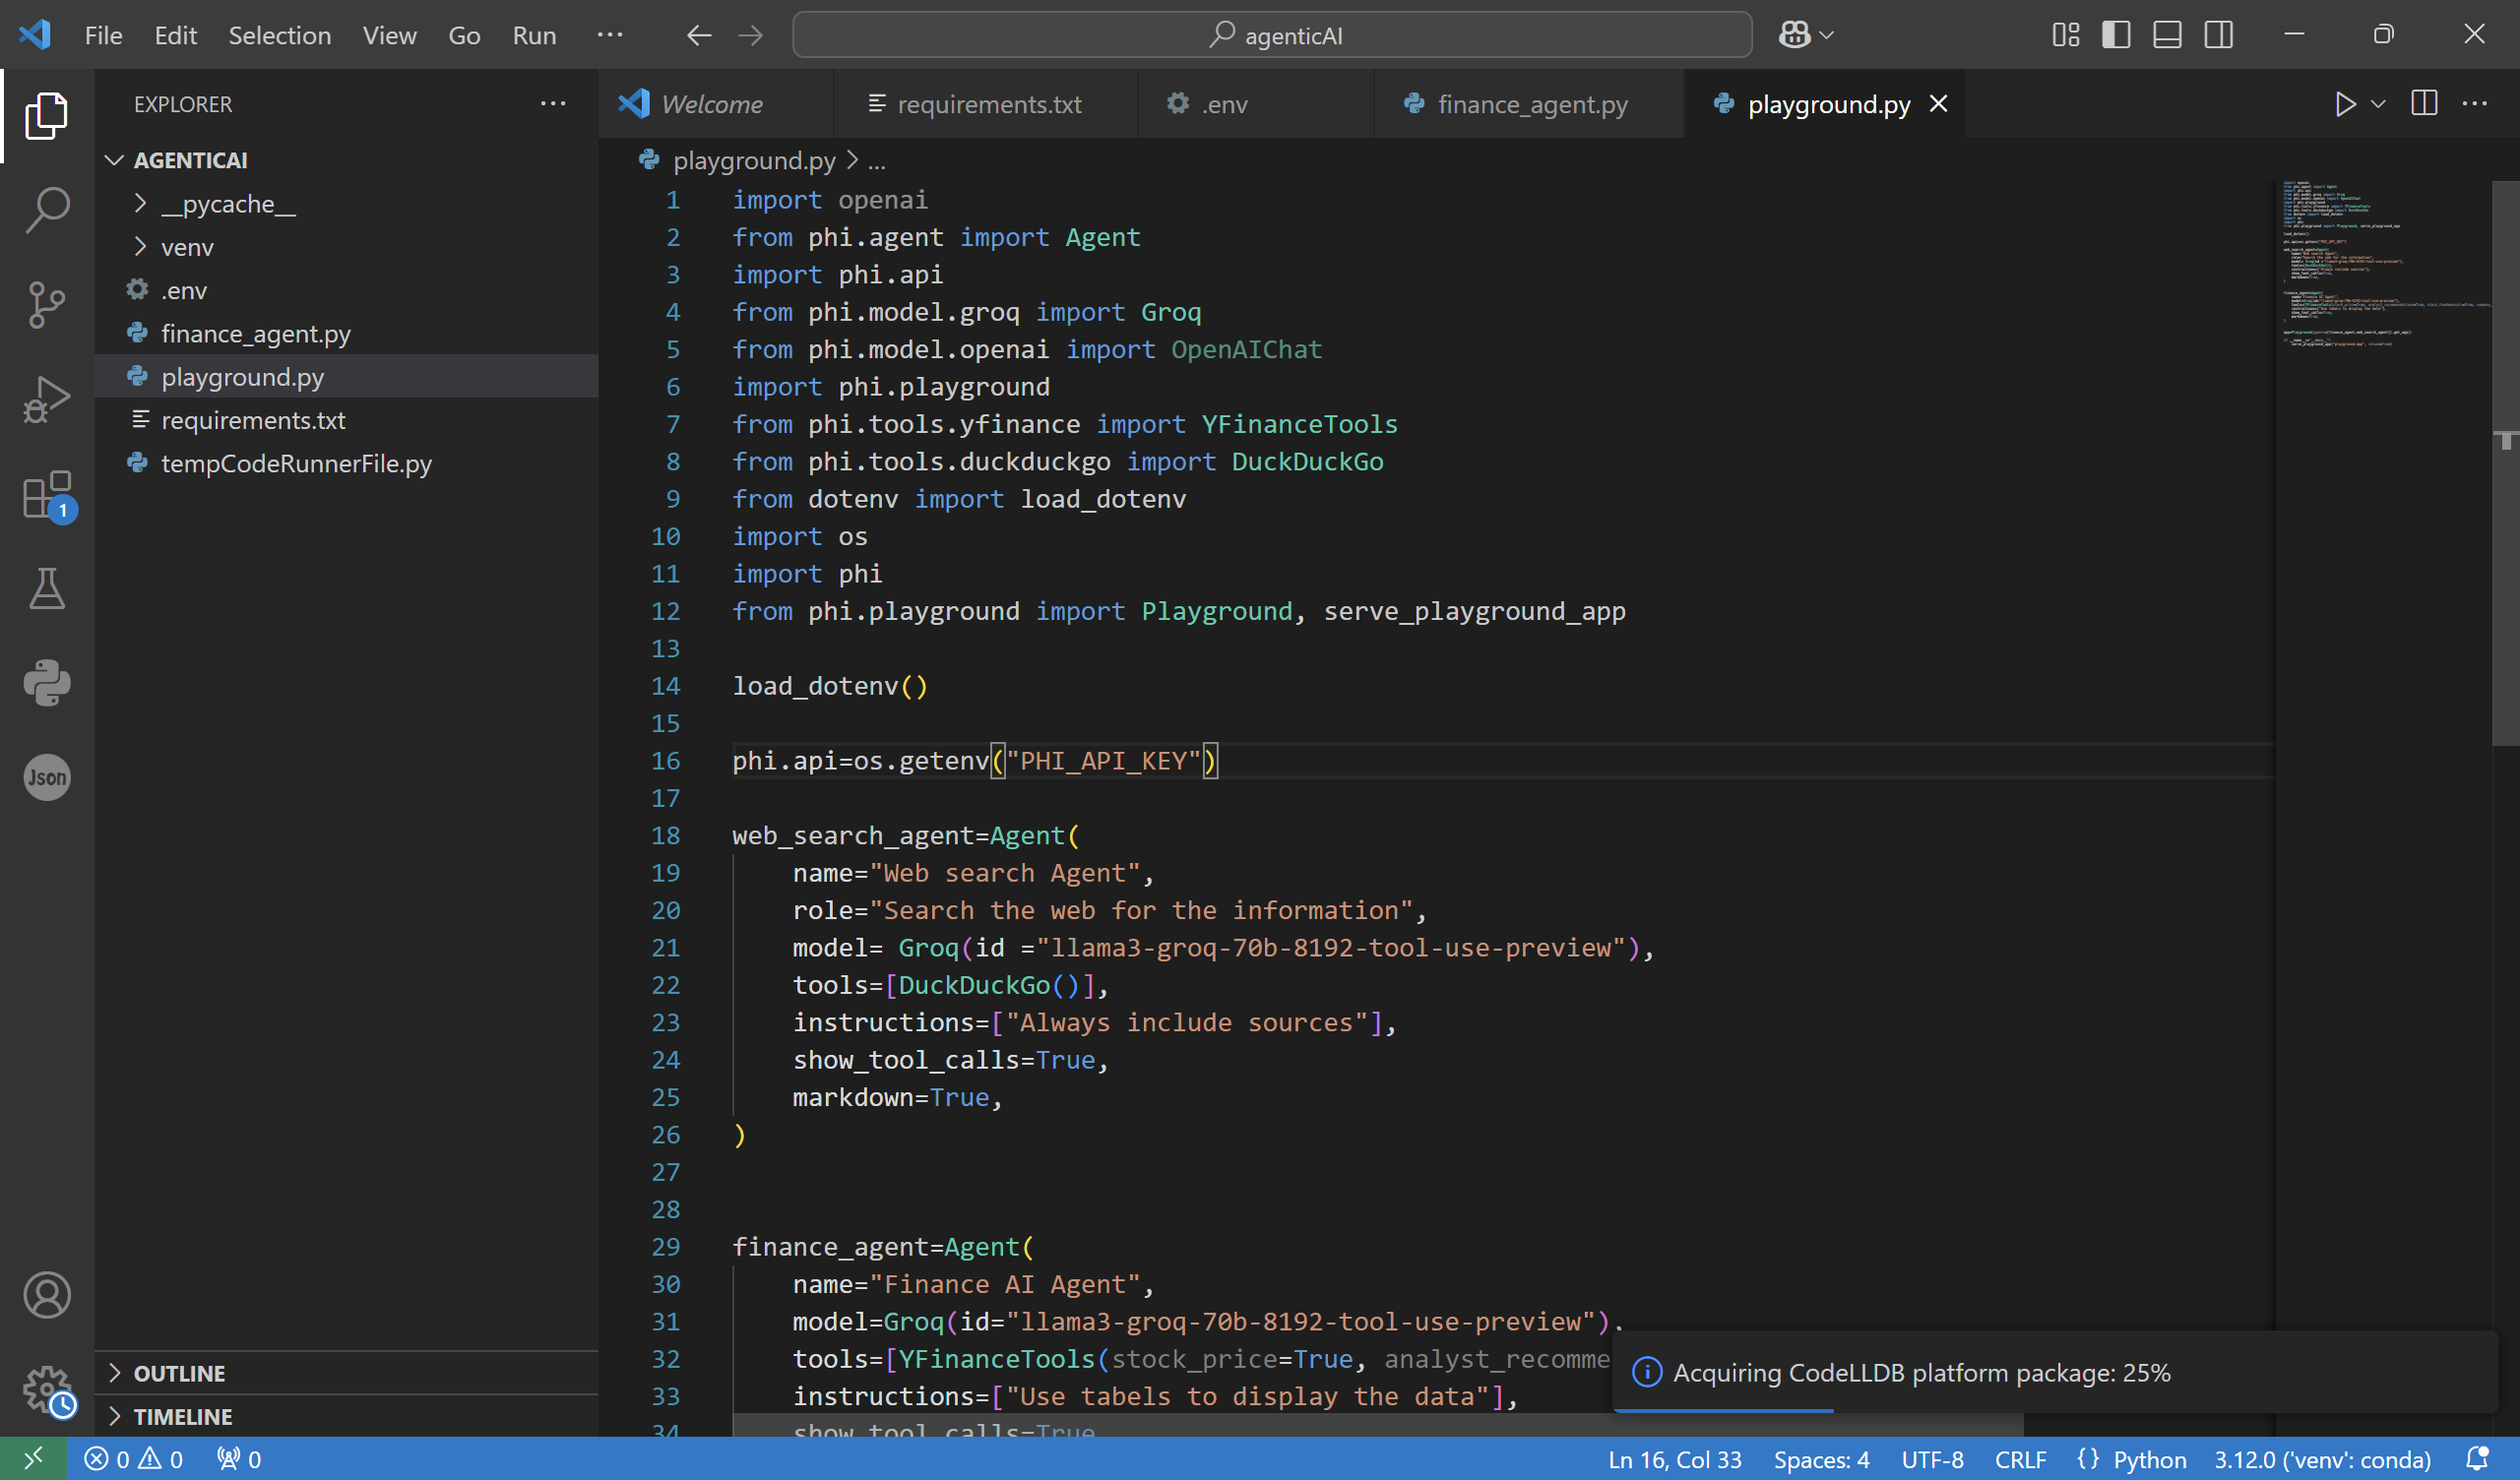 File Edit Selection View Go Run ... agenticAI
EXPLORER ...
Welcome requirements.txt .env finance_agent.py playground.py
AGENTICAI
__pycache__
venv
.env
finance_agent.py
playground.py
requirements.txt
tempCodeRunnerFile.py
1
Json
OUTLINE
TIMELINE
playground.py > ...
1 import openai
2 from phi.agent import Agent
3 import phi.api
4 from phi.model.groq import Groq
5 from phi.model.openai import OpenAIChat
6 import phi.playground
7 from phi.tools.yfinance import YFinanceTools
8 from phi.tools.duckduckgo import DuckDuckGo
9 from dotenv import load_dotenv
10 import os
11 import phi
12 from phi.playground import Playground, serve_playground_app
13
14 load_dotenv()
15
16 phi.api=os.getenv("PHI_API_KEY")
17
18 web_search_agent=Agent(
19 name="Web search Agent",
20 role="Search the web for the information",
21 model= Groq(id ="llama3-groq-70b-8192-tool-use-preview"),
22 tools=[DuckDuckGo()],
23 instructions=["Always include sources"],
24 show_tool_calls=True,
25 markdown=True,
26 )
27
28
29 finance_agent=Agent(
30 name="Finance AI Agent",
31 model=Groq(id="llama3-groq-70b-8192-tool-use-preview"),
32 tools=[YFinanceTools(stock_price=True, analyst_recomme
33 instructions=["Use tabels to display the data"],
34 show_tool_calls=True
Acquiring CodeLLDB platform package: 25%
0 0 0 Ln 16, Col 33 Spaces: 4 UTF-8 CRLF {} Python 3.12.0 ('venv': conda)